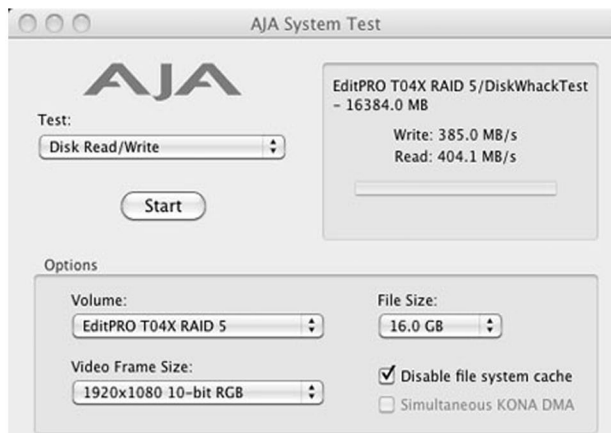 AJA System Test
AJA
Test:
Disk Read/Write
Start
EditPRO T04X RAID 5/DiskWhackTest
- 16384.0 MB
Write: 385.0 MB/s
Read: 404.1 MB/s
Options
Volume:
EditPRO T04X RAID 5
File Size:
16.0 GB
Video Frame Size:
1920x1080 10-bit RGB
Disable file system cache
Simultaneous KONA DMA